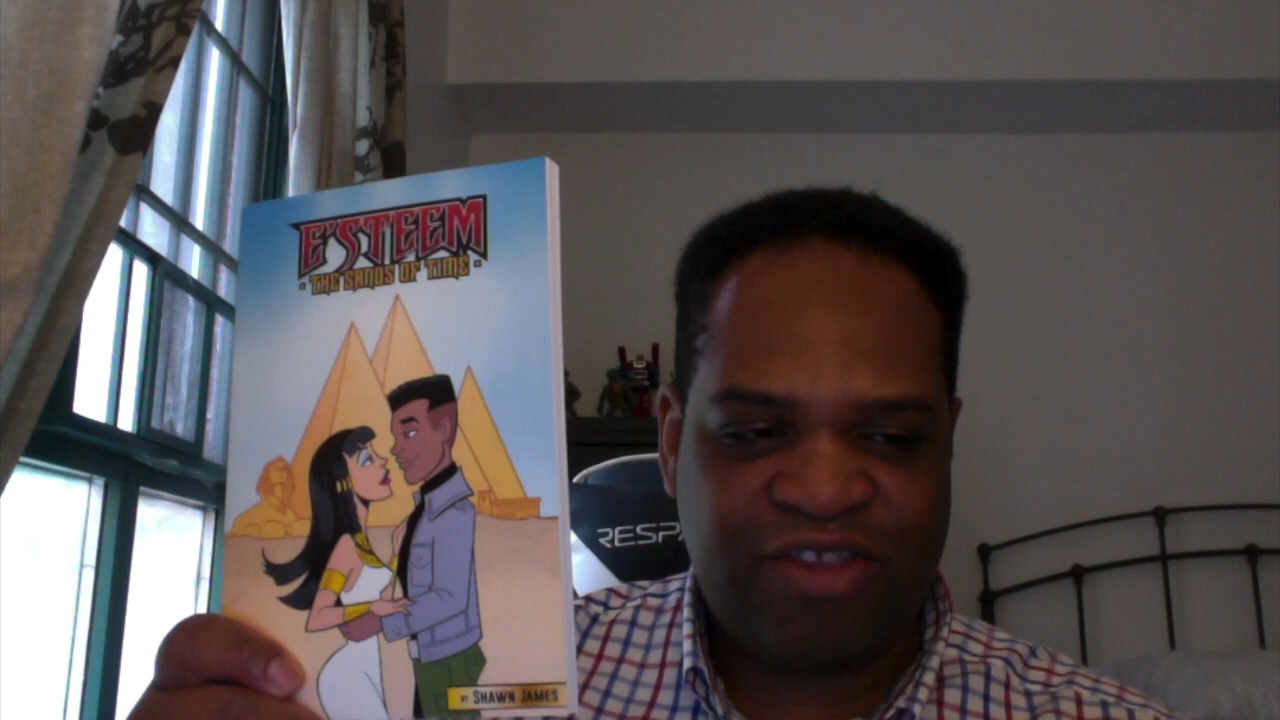 E'STEEM
- THE SANDS OF TIME -
BY SHAWN JAMES
RESPA